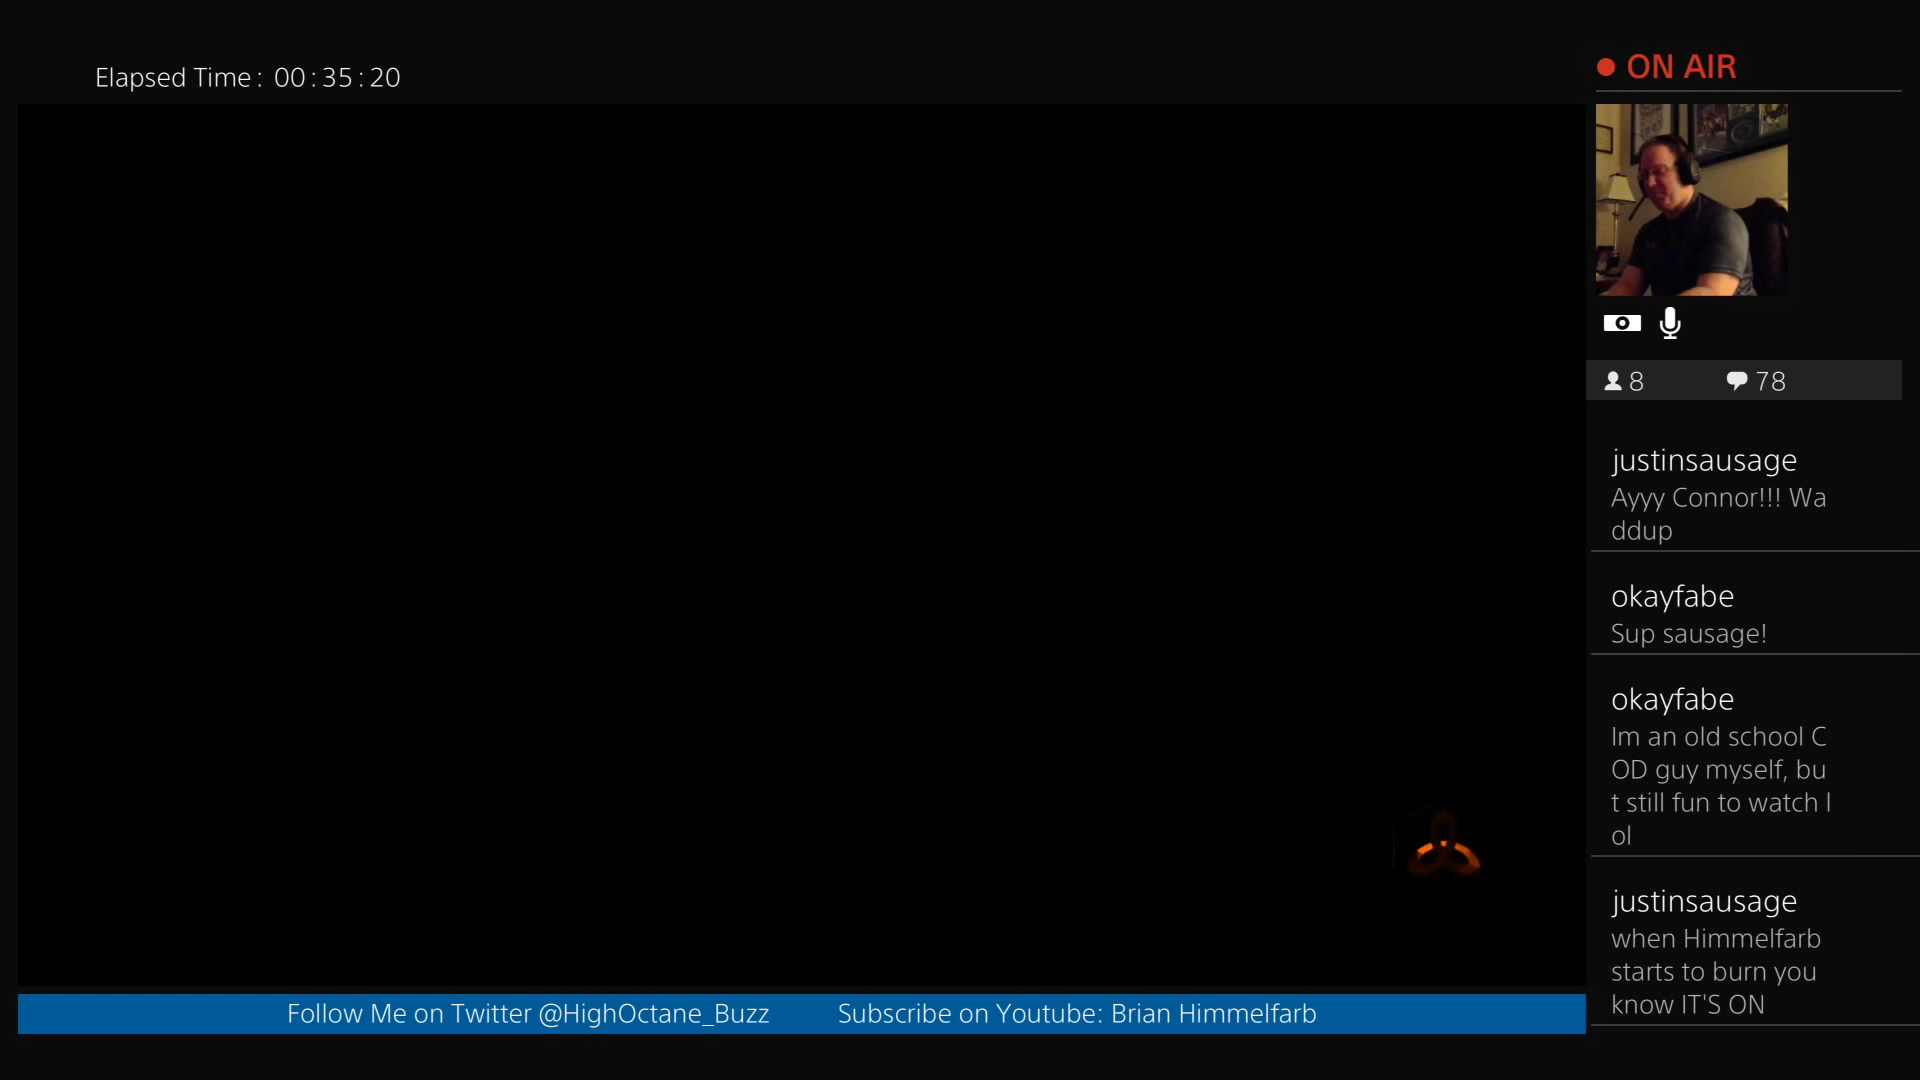 Elapsed Time: 00:35:20
ON AIR
8 78
justinsausage
Ayyy Connor!!! Wa
ddup
okayfabe
Sup sausage!
okayfabe
Im an old school C
OD guy myself, bu
t still fun to watch l
ol
justinsausage
when Himmelfarb
starts to burn you
know IT'S ON
Follow Me on Twitter @HighOctane_Buzz Subscribe on Youtube: Brian Himmelfarb